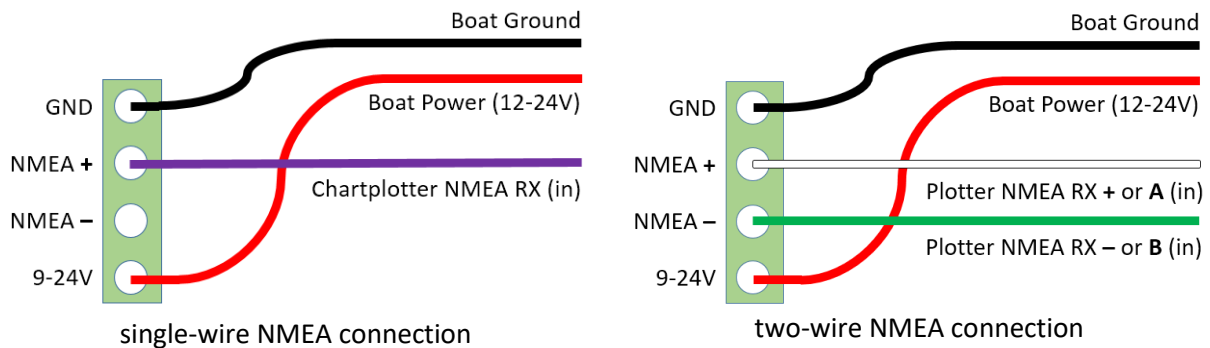 Boat Ground
Boat Power (12-24V)
GND
NMEA +
Chartplotter NMEA RX (in)
NMEA –
9-24V
single-wire NMEA connection
Boat Ground
Boat Power (12-24V)
GND
NMEA +
Plotter NMEA RX + or A (in)
NMEA –
Plotter NMEA RX – or B (in)
9-24V
two-wire NMEA connection